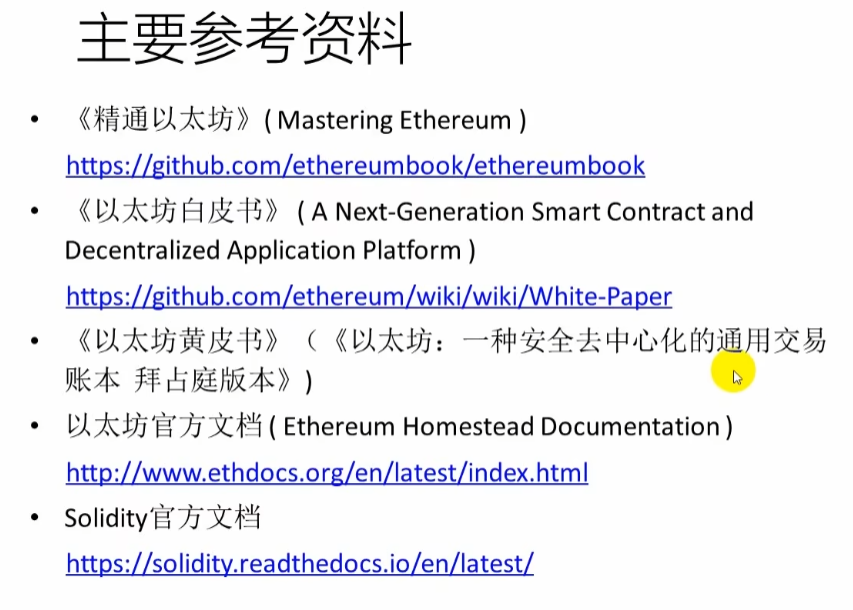 主要参考资料
• 《精通以太坊》( Mastering Ethereum )
https://github.com/ethereumbook/ethereumbook
• 《以太坊白皮书》 ( A Next-Generation Smart Contract and
Decentralized Application Platform )
https://github.com/ethereum/wiki/wiki/White-Paper
• 《以太坊黄皮书》（《以太坊：一种安全去中心化的通用交易
账本 拜占庭版本》)
• 以太坊官方文档 ( Ethereum Homestead Documentation )
http://www.ethdocs.org/en/latest/index.html
• Solidity官方文档
https://solidity.readthedocs.io/en/latest/